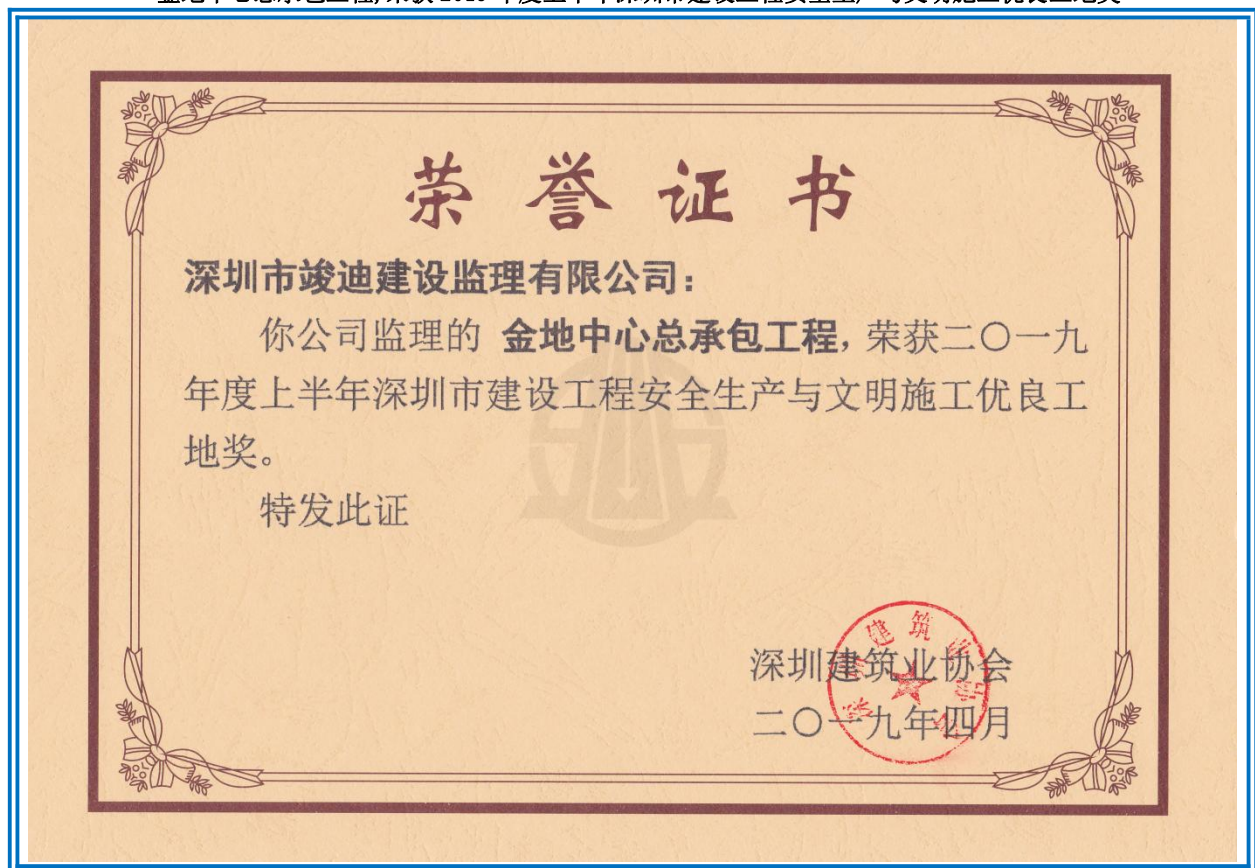 荣誉证书
深圳市竣迪建设监理有限公司：
你公司监理的 金地中心总承包工程，荣获二〇一九
年度上半年深圳市建设工程安全生产与文明施工优良工
地奖。
特发此证
深圳建筑业协会
二〇一九年四月